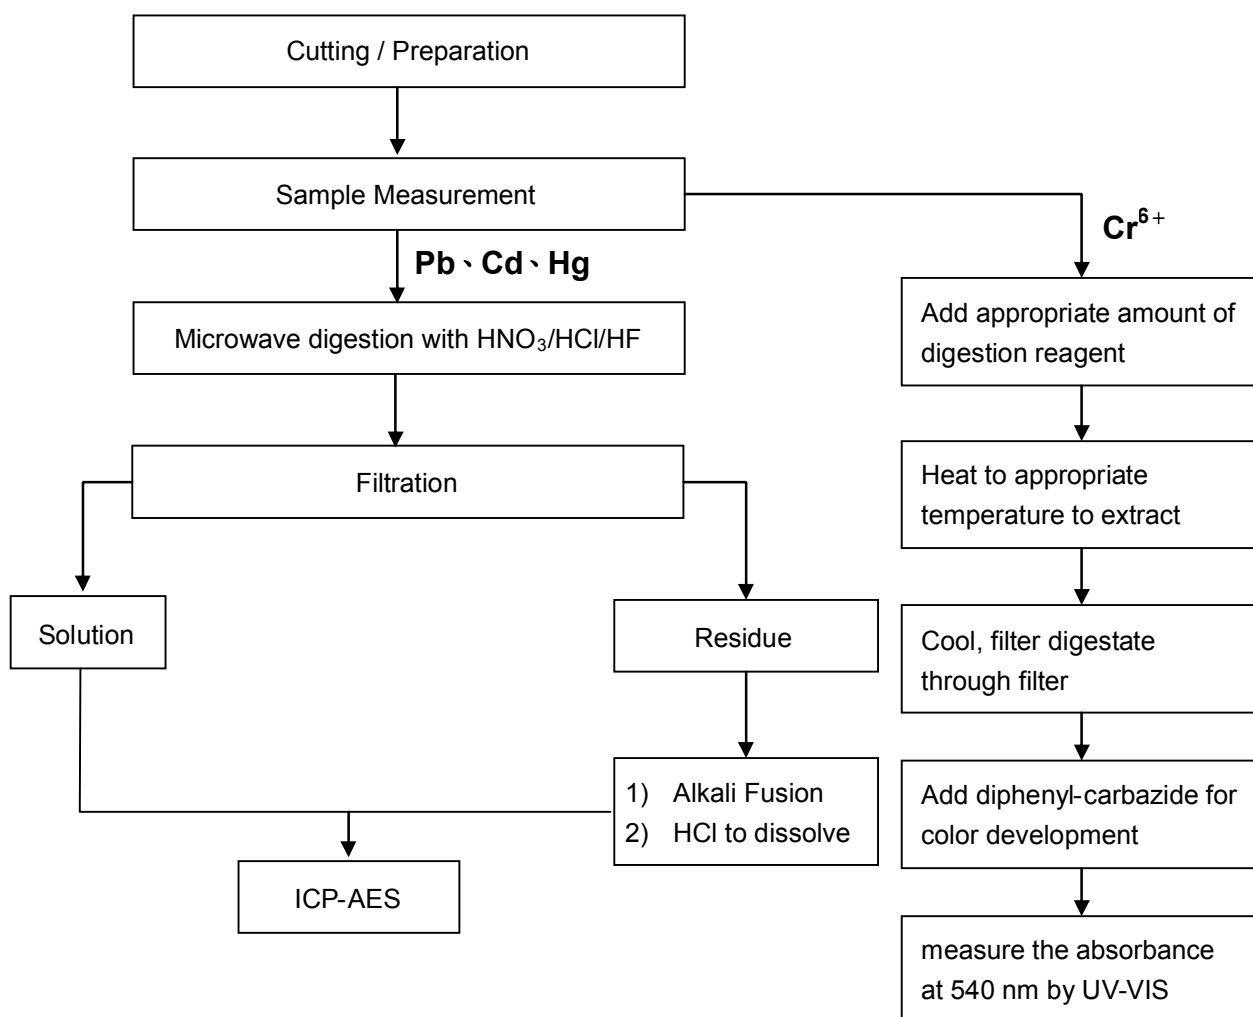 Cutting / Preparation
Sample Measurement
Pb、Cd、Hg
Cr⁶⁺
Microwave digestion with HNO₃/HCl/HF
Filtration
Solution
Residue
1) Alkali Fusion
2) HCl to dissolve
ICP-AES
Add appropriate amount of
digestion reagent
Heat to appropriate
temperature to extract
Cool, filter digestate
through filter
Add diphenyl-carbazide for
color development
measure the absorbance
at 540 nm by UV-VIS